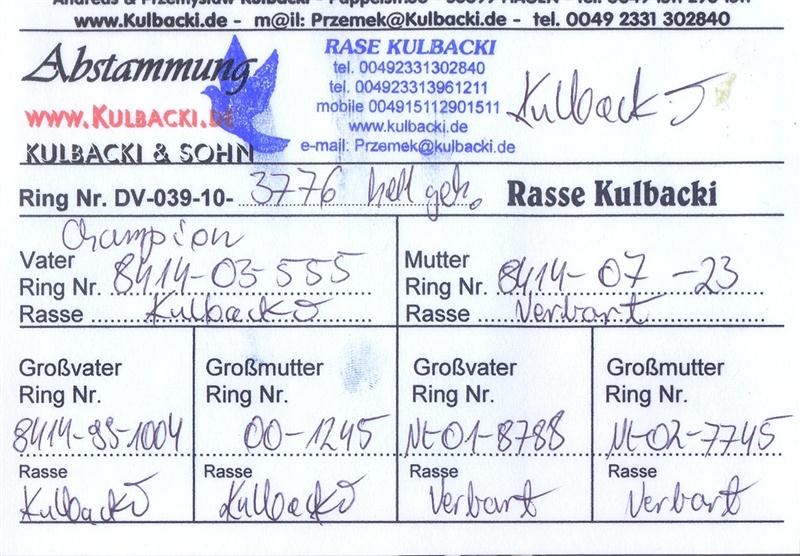 www.Kulbacki.de - m@il: Przemek@Kulbacki.de - tel. 0049 2331 302840
Abstammung
www.Kulbacki.de
Kulbacki & Sohn
RASE KULBACKI
tel. 00492331302840
tel. 004923313961211
mobile 004915112901511
www.kulbacki.de
e-mail: Przemek@kulbacki.de
Kulbacki
Ring Nr. DV-039-10- 3776 hell geh. Rasse Kulbacki
Champion
Vater
Ring Nr. 8414-03-555
Rasse Kulbacki
Mutter
Ring Nr. 8414-07-23
Rasse Verbart
Großvater
Ring Nr.
8414-99-1004
Rasse
Kulbacki
Großmutter
Ring Nr.
00-1245
Rasse
Kulbacki
Großvater
Ring Nr.
NL-01-8788
Rasse
Verbart
Großmutter
Ring Nr.
NL-02-7745
Rasse
Verbart